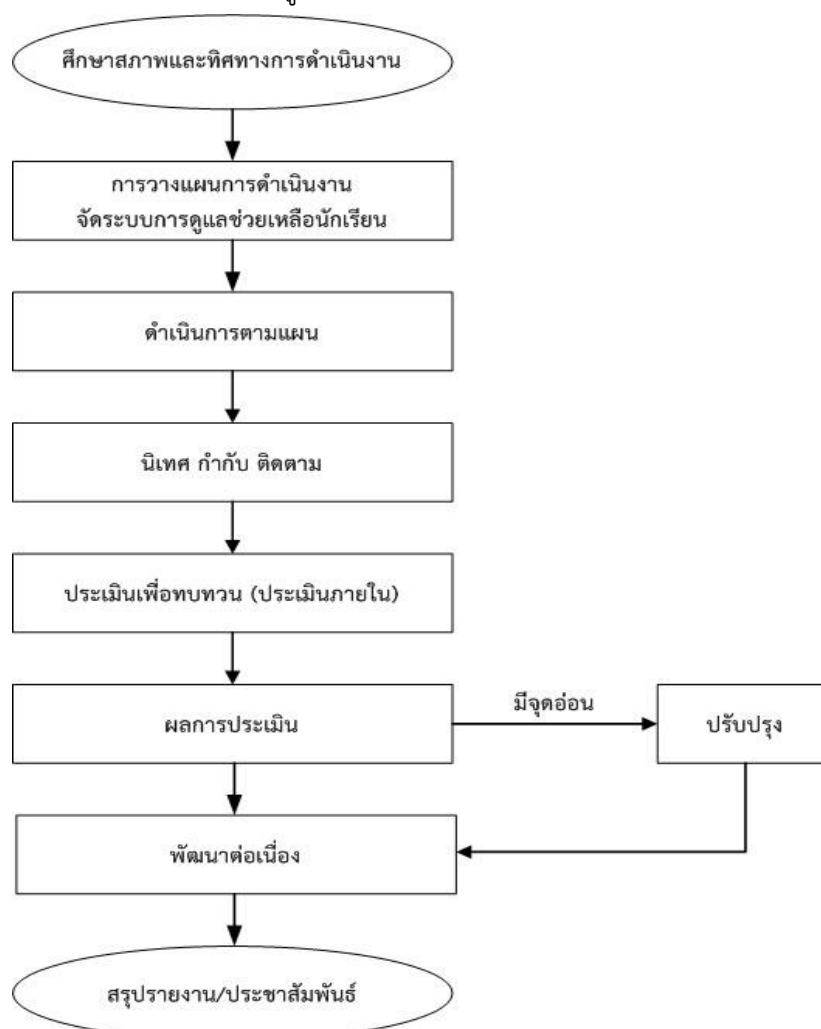 ศึกษาสภาพและทิศทางการดำเนินงาน
การวางแผนการดำเนินงาน
จัดระบบการดูแลช่วยเหลือนักเรียน
ดำเนินการตามแผน
นิเทศ กำกับ ติดตาม
ประเมินเพื่อทบทวน (ประเมินภายใน)
ผลการประเมิน
มีจุดอ่อน
ปรับปรุง
พัฒนาต่อเนื่อง
สรุปรายงาน/ประชาสัมพันธ์